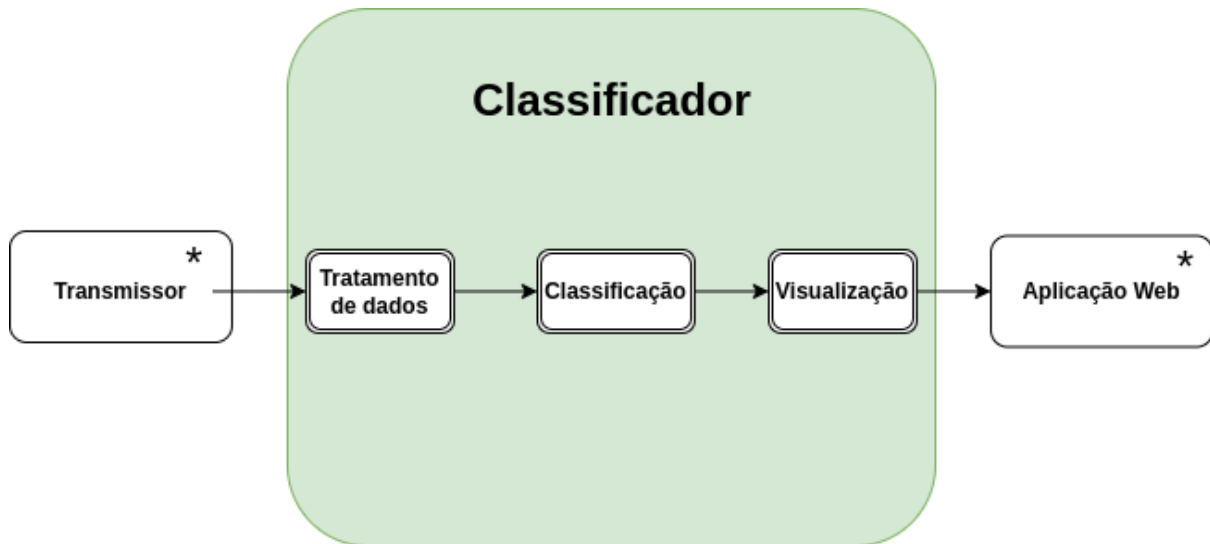 Classificador
*
Transmissor
Tratamento
de dados
Classificação
Visualização
*
Aplicação Web